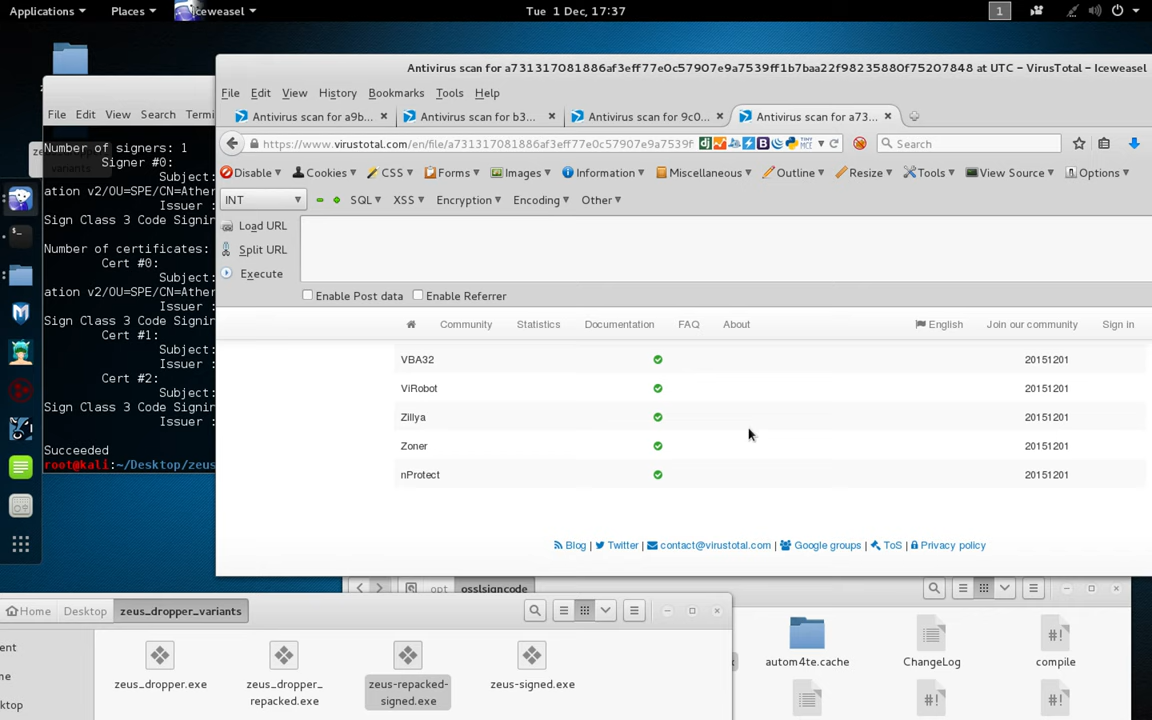 Applications Places Iceweasel Tue 1 Dec, 17:37 1
Antivirus scan for a731317081886af3eff77e0c57907e9a7539ff1b7baa22f98235880f75207848 at UTC - VirusTotal - Iceweasel
File Edit View Search Termi
File Edit View History Bookmarks Tools Help
Antivirus scan for a9b... Antivirus scan for b3... Antivirus scan for 9c0... Antivirus scan for a73...
https://www.virustotal.com/en/file/a731317081886af3eff77e0c57907e9a7539f Search
Disable Cookies CSS Forms Images Information Miscellaneous Outline Resize Tools View Source Options
INT SQL XSS Encryption Encoding Other
Load URL
Split URL
Execute
Enable Post data Enable Referrer
Community Statistics Documentation FAQ About English Join our community Sign in
VBA32 20151201
ViRobot 20151201
Zillya 20151201
Zoner 20151201
nProtect 20151201
Blog | Twitter | contact@virustotal.com | Google groups | ToS | Privacy policy
Number of signers: 1
Signer #0:
Subject:
ation v2/OU=SPE/CN=Ather
Issuer :
Sign Class 3 Code Signin
Number of certificates:
Cert #0:
Subject:
ation v2/OU=SPE/CN=Ather
Issuer :
Sign Class 3 Code Signin
Cert #1:
Subject:
Issuer :
Cert #2:
Subject:
Sign Class 3 Code Signin
Issuer :
Succeeded
root@kali:~/Desktop/zeus
opt osslsigncode
Home Desktop zeus_dropper_variants
zeus_dropper.exe
zeus_dropper_
repacked.exe
zeus-repacked-
signed.exe
zeus-signed.exe
autom4te.cache
ChangeLog
compile